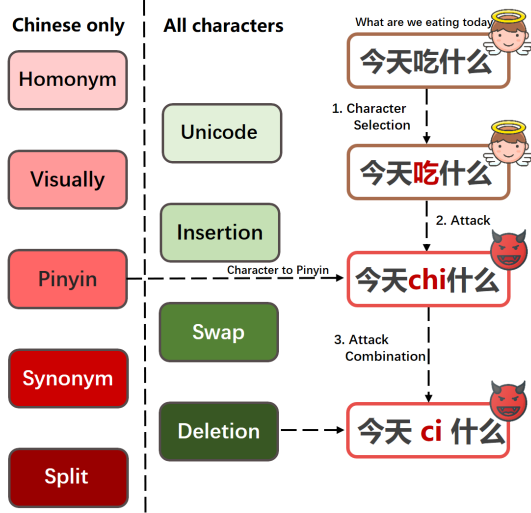 Chinese only
Homonym
Visually
Pinyin
Synonym
Split
All characters
Unicode
Insertion
Swap
Deletion
What are we eating today
今天吃什么
1. Character
Selection
今天吃什么
2. Attack
Character to Pinyin
今天chi什么
3. Attack
Combination
今天 ci 什么